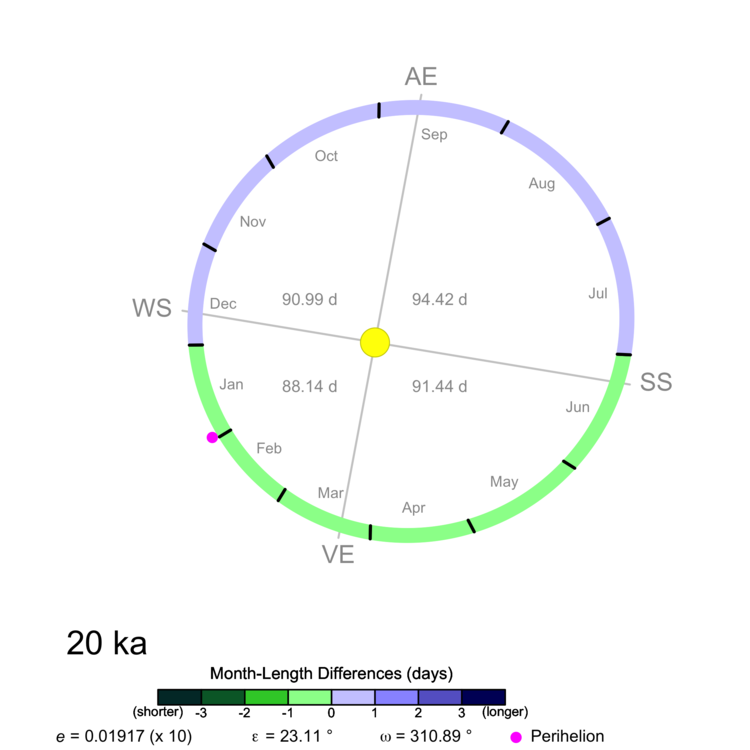 AE
Sep
Oct
Aug
Nov
Jul
Dec
90.99 d
94.42 d
WS
SS
Jan
88.14 d
91.44 d
Jun
Feb
Mar
May
Apr
VE
20 ka
Month-Length Differences (days)
(shorter) -3 -2 -1 0 1 2 3 (longer)
e = 0.01917 (x 10) ε = 23.11 ° ω = 310.89 ° Perihelion